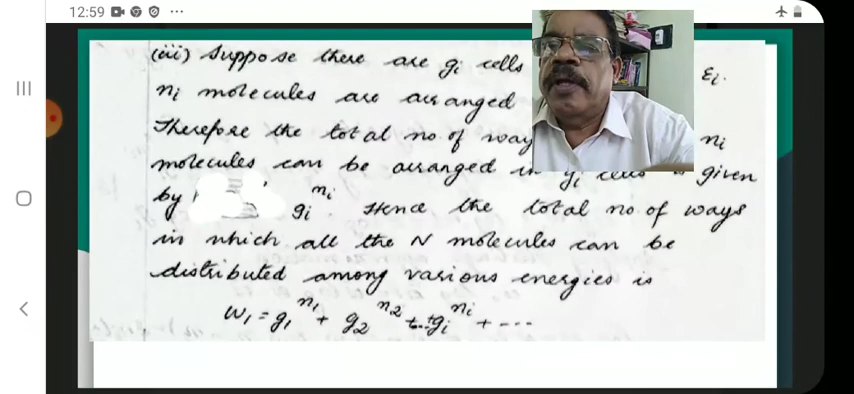 12:59
(iii) Suppose there are gi cells εi.
ni molecules are arranged
Therefore the total no of way ni
molecules can be arranged in gi given
by gi^ni. Hence the total no of ways
in which all the N molecules can be
distributed among various energies is
W1 = g1^n1 + g2^n2 + ... + gi^ni + ---